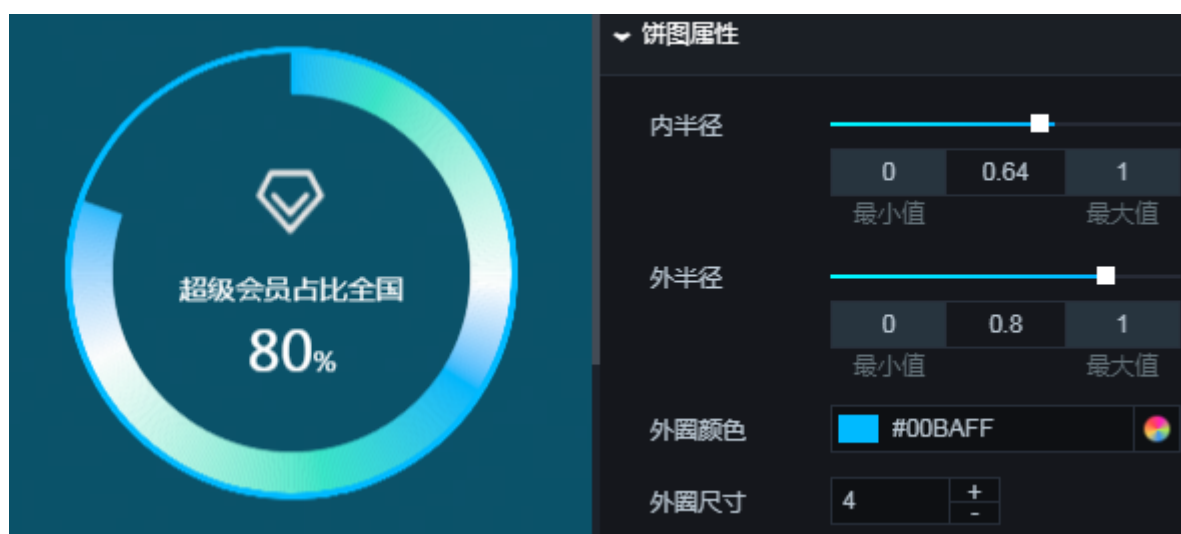 超级会员占比全国
80%
饼图属性
内半径
0 0.64 1
最小值 最大值
外半径
0 0.8 1
最小值 最大值
外圈颜色 #00BAFF
外圈尺寸 4 + -